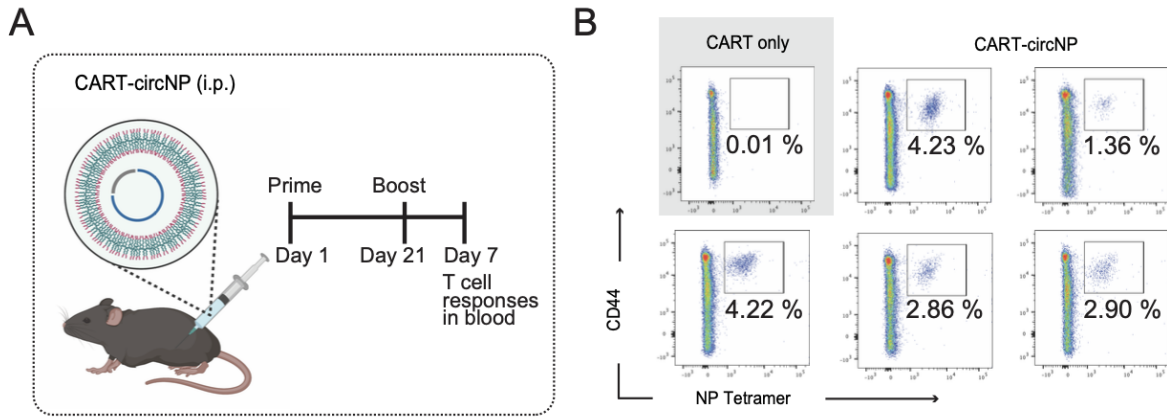 A
CART-circNP (i.p.)
Prime
Boost
Day 1
Day 21
Day 7
T cell
responses
in blood
B
CART only
CART-circNP
0.01 %
4.23 %
1.36 %
4.22 %
2.86 %
2.90 %
CD44
NP Tetramer